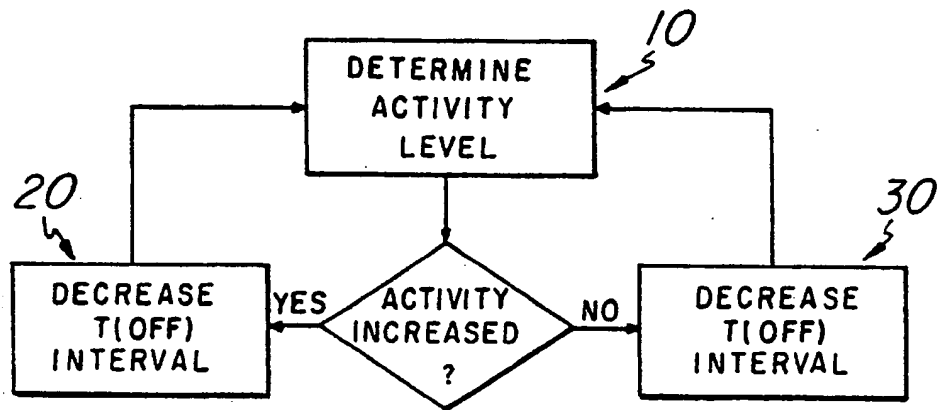 10
DETERMINE
ACTIVITY
LEVEL
20
DECREASE
T(OFF)
INTERVAL
YES
ACTIVITY
INCREASED
?
NO
30
DECREASE
T(OFF)
INTERVAL